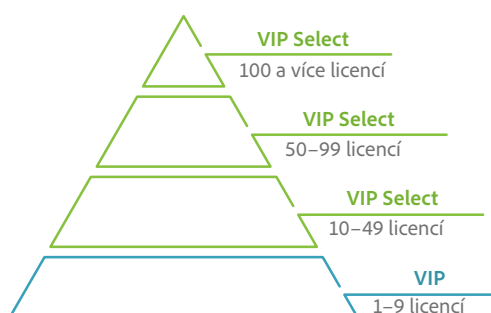 VIP Select
100 a více licencí
VIP Select
50–99 licencí
VIP Select
10–49 licencí
VIP
1–9 licencí